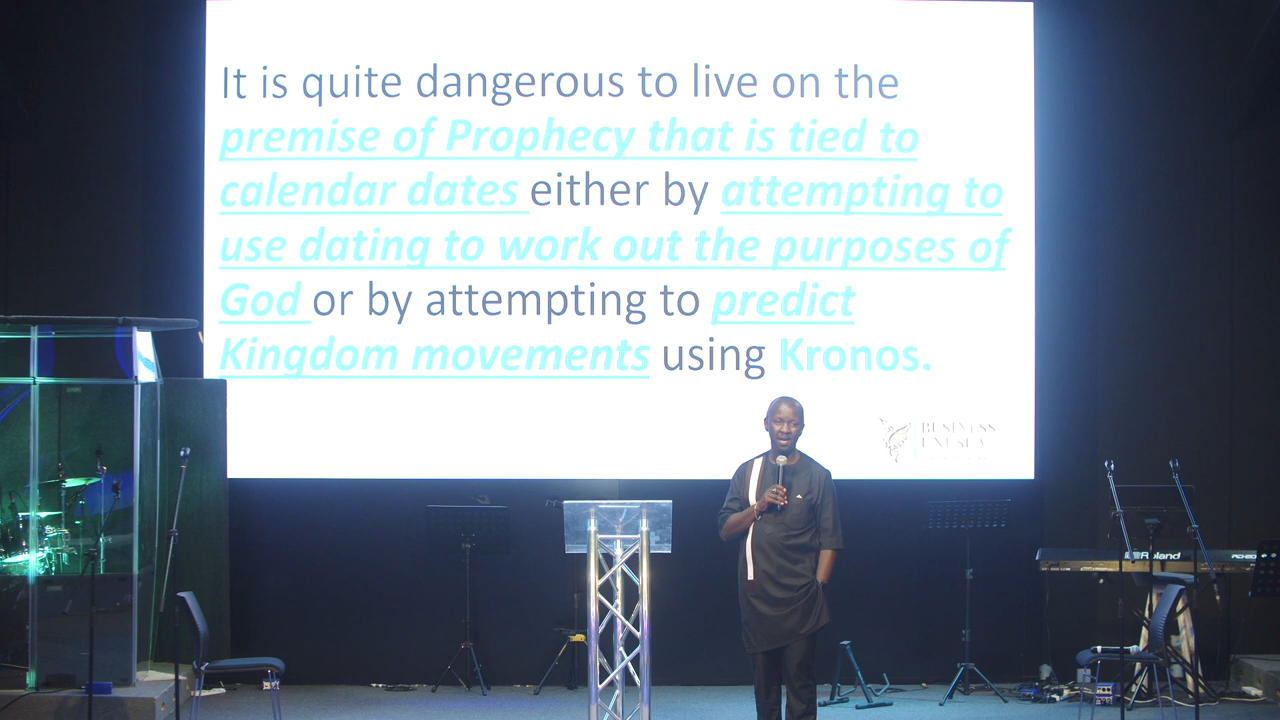 It is quite dangerous to live on the
premise of Prophecy that is tied to
calendar dates either by attempting to
use dating to work out the purposes of
God or by attempting to predict
Kingdom movements using Kronos.
BUSINESS
Roland